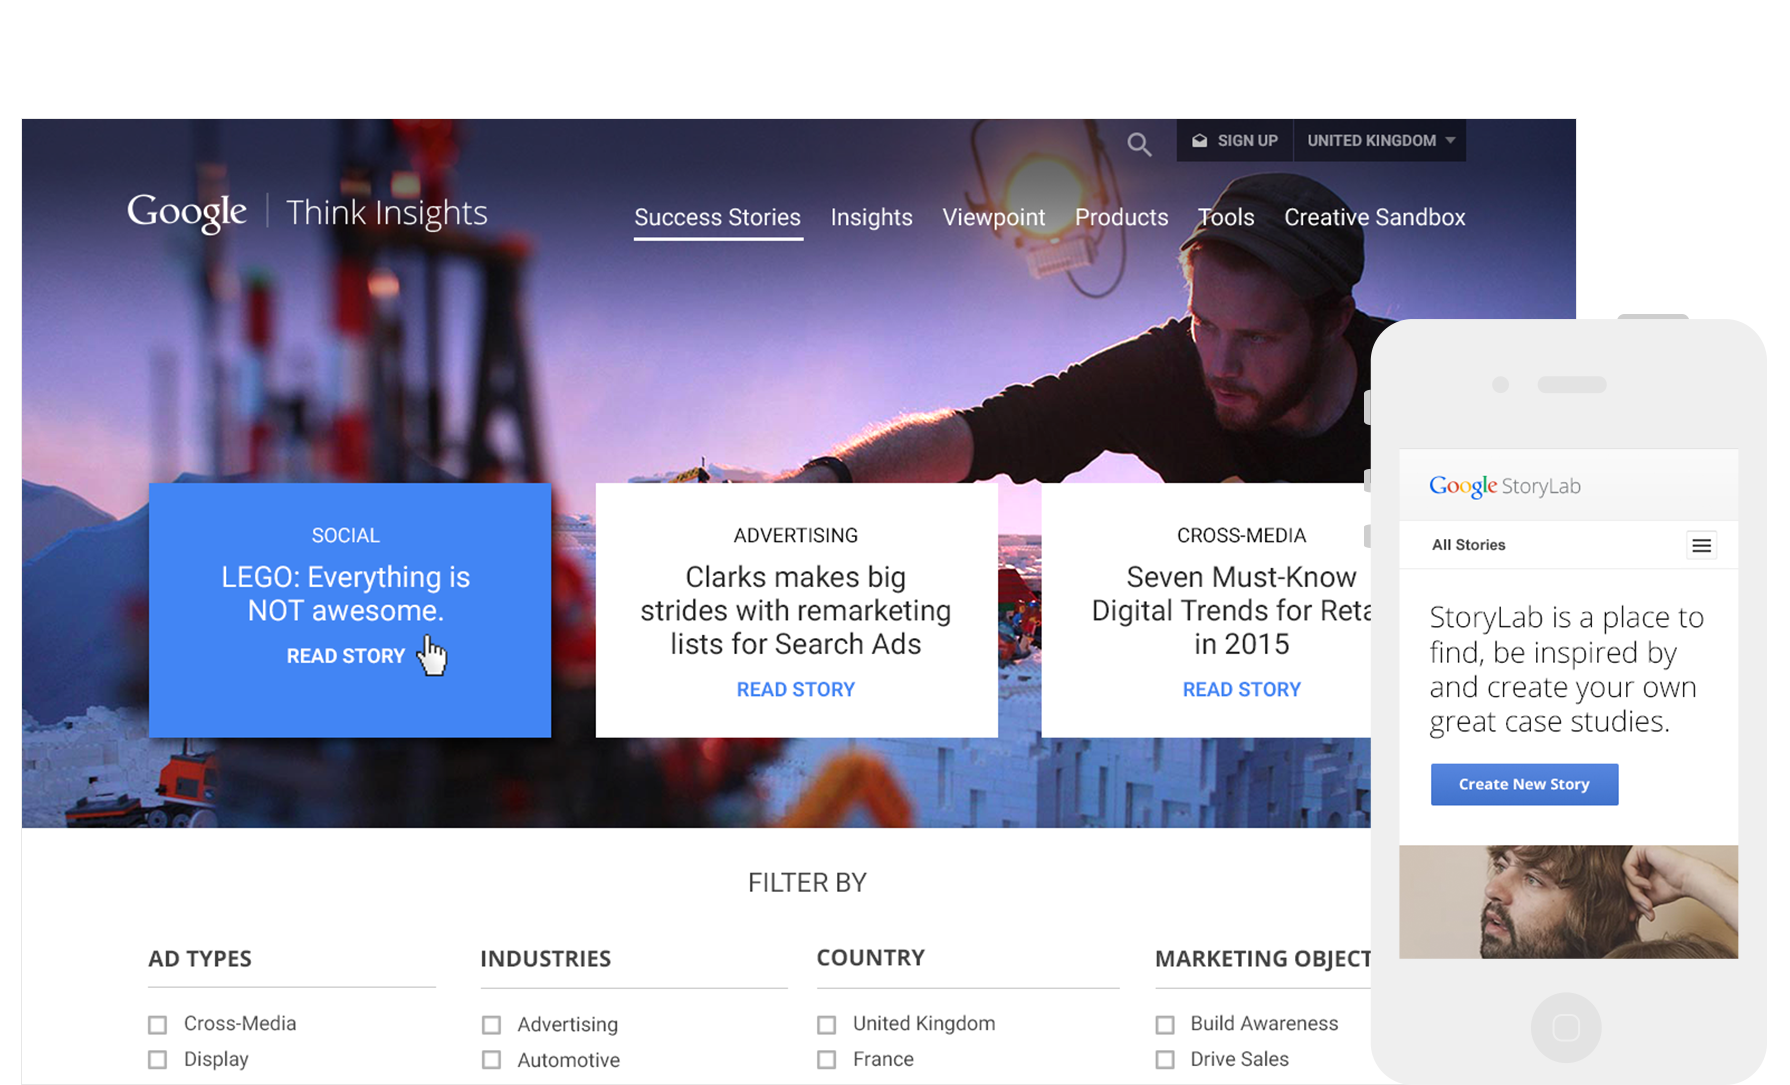 SIGN UP
UNITED KINGDOM
Google Think Insights
Success Stories Insights Viewpoint Products Tools Creative Sandbox
SOCIAL
LEGO: Everything is
NOT awesome.
READ STORY
ADVERTISING
Clarks makes big
strides with remarketing
lists for Search Ads
READ STORY
CROSS-MEDIA
Seven Must-Know
Digital Trends for Reta
in 2015
READ STORY
FILTER BY
AD TYPES
Cross-Media
Display
INDUSTRIES
Advertising
Automotive
COUNTRY
United Kingdom
France
MARKETING OBJECT
Build Awareness
Drive Sales
Google StoryLab
All Stories
StoryLab is a place to
find, be inspired by
and create your own
great case studies.
Create New Story